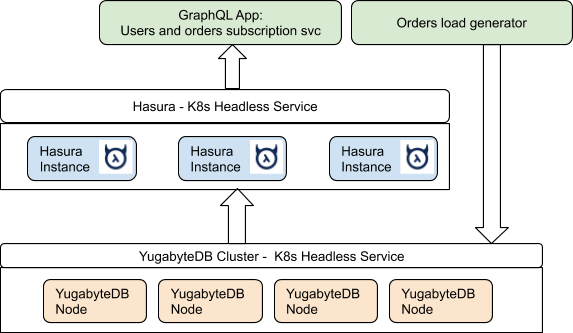 GraphQL App:
Users and orders subscription svc
Orders load generator
Hasura - K8s Headless Service
Hasura
Instance
λ
Hasura
Instance
λ
Hasura
Instance
λ
YugabyteDB Cluster - K8s Headless Service
YugabyteDB
Node
YugabyteDB
Node
YugabyteDB
Node
YugabyteDB
Node